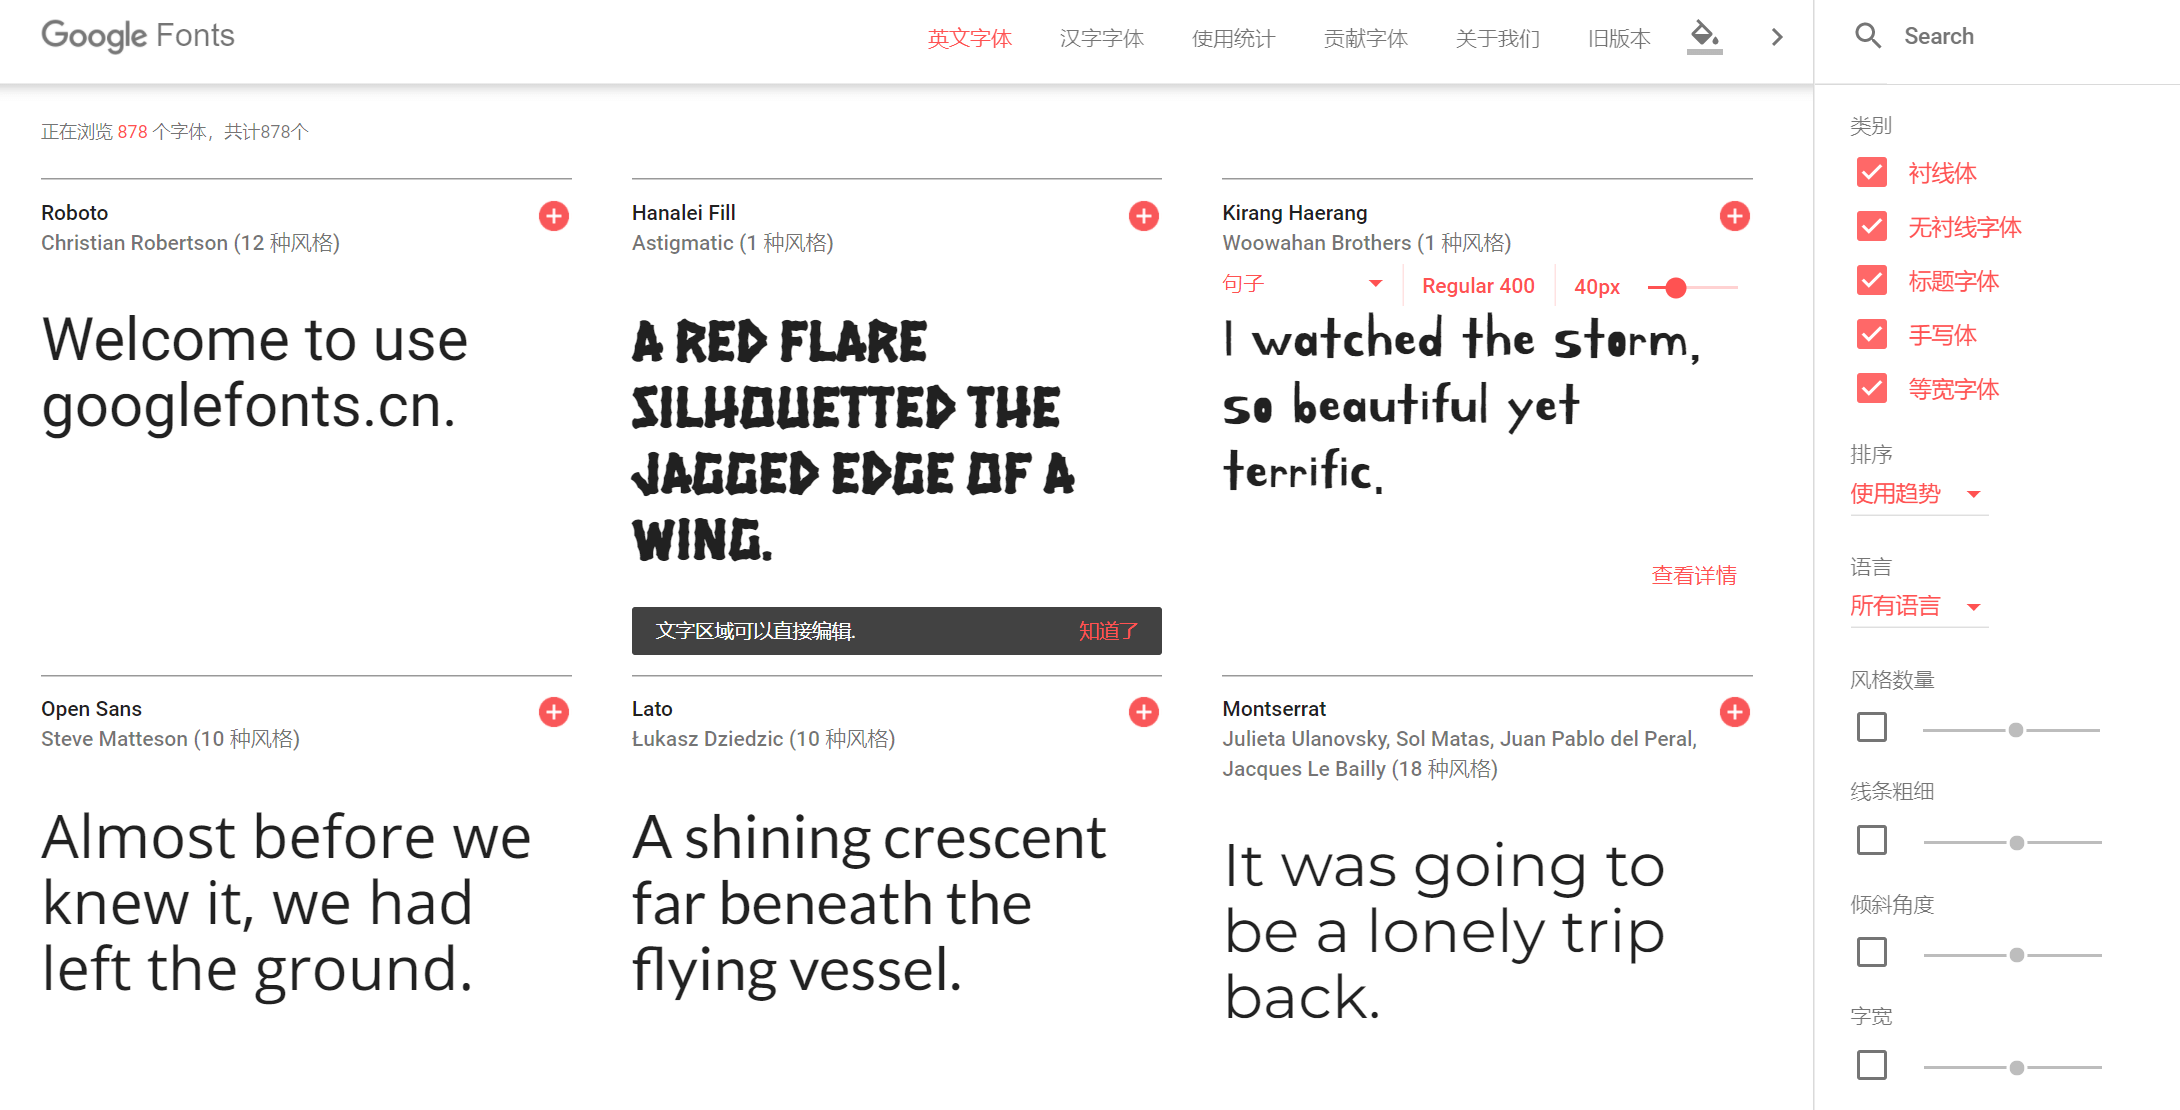 Google Fonts
英文字体 汉字字体 使用统计 贡献字体 关于我们 旧版本
Search
正在浏览 878 个字体，共计878个
Roboto
Christian Robertson (12 种风格)
Welcome to use
googlefonts.cn.
Hanalei Fill
Astigmatic (1 种风格)
A RED FLARE
SILHOUETTED THE
JAGGED EDGE OF A
WING.
文字区域可以直接编辑. 知道了
Kirang Haerang
Woowahan Brothers (1 种风格)
句子 Regular 400 40px
I watched the storm,
so beautiful yet
terrific.
查看详情
Open Sans
Steve Matteson (10 种风格)
Almost before we
knew it, we had
left the ground.
Lato
Łukasz Dziedzic (10 种风格)
A shining crescent
far beneath the
flying vessel.
Montserrat
Julieta Ulanovsky, Sol Matas, Juan Pablo del Peral,
Jacques Le Bailly (18 种风格)
It was going to
be a lonely trip
back.
类别
衬线体
无衬线字体
标题字体
手写体
等宽字体
排序
使用趋势
语言
所有语言
风格数量
线条粗细
倾斜角度
字宽